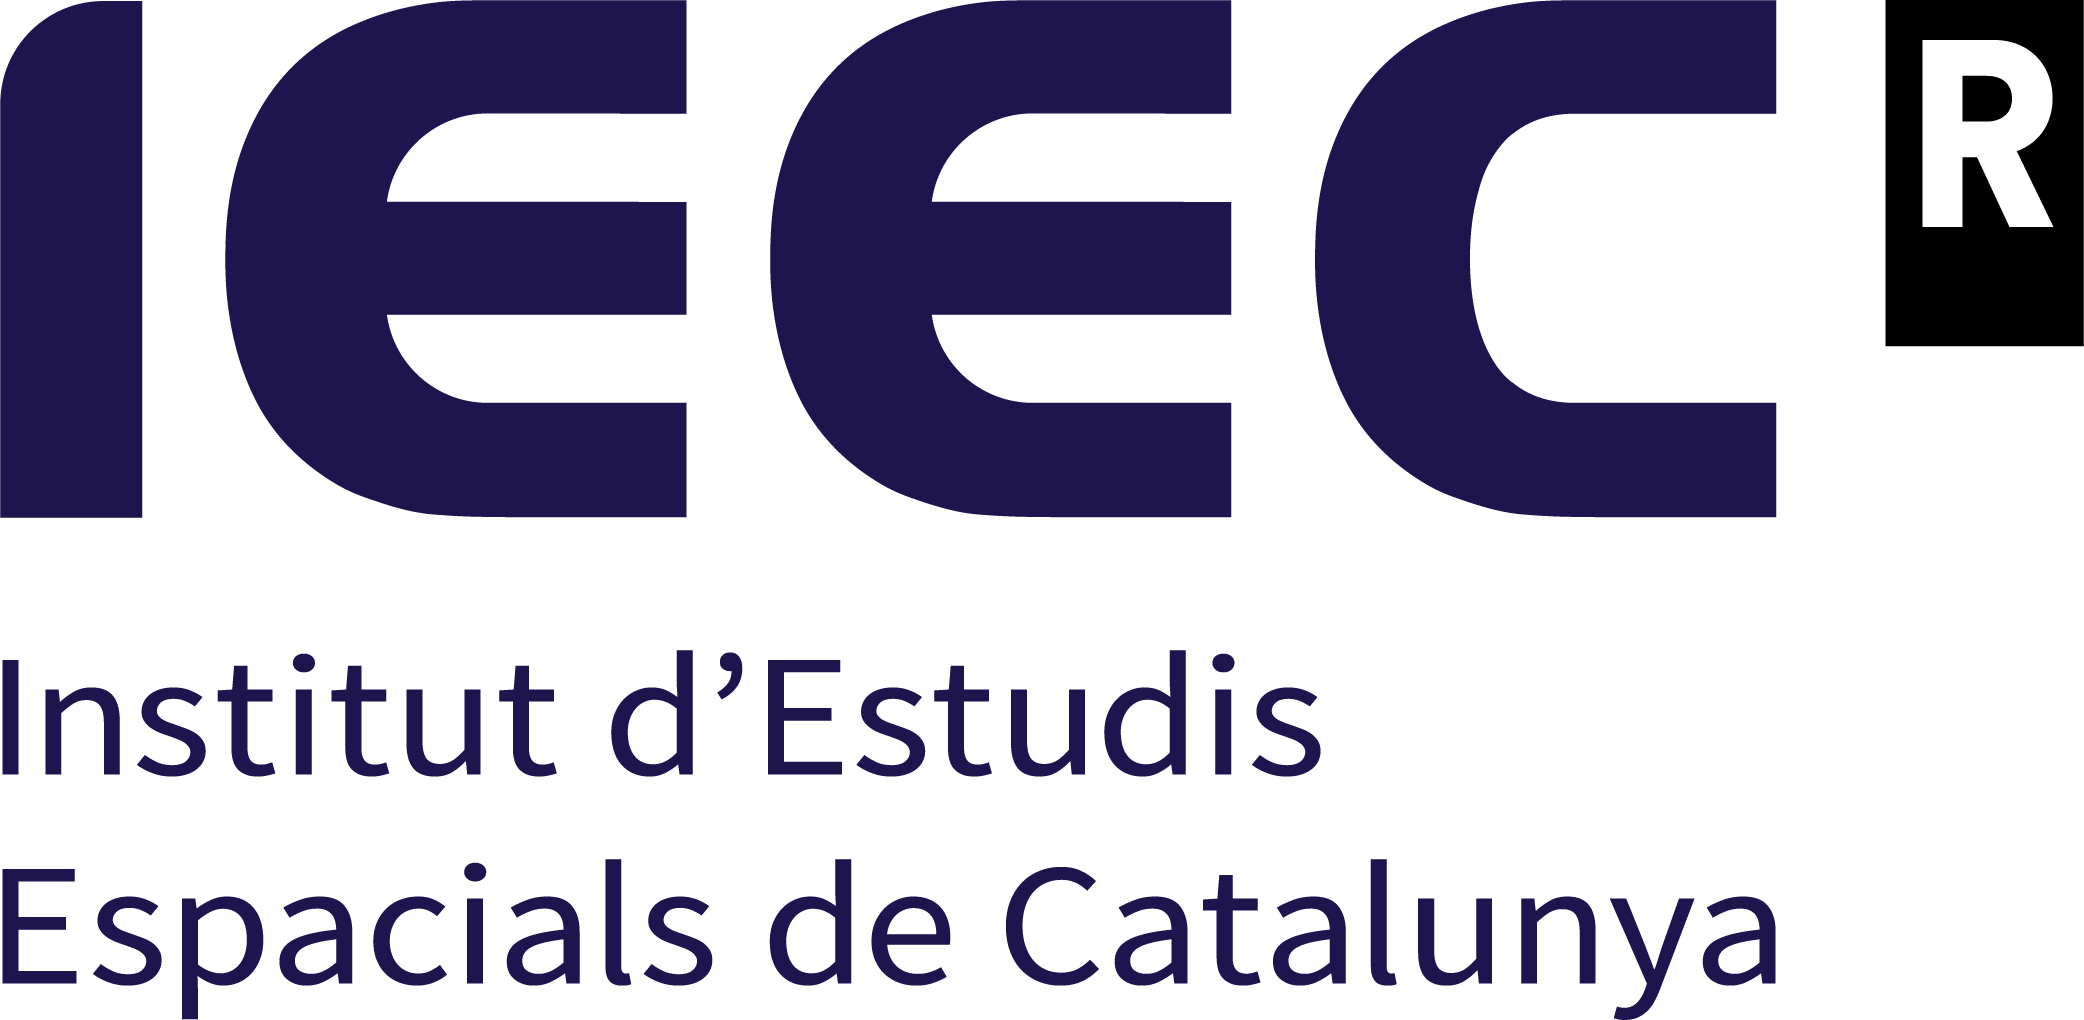 IEEC R
Institut d’Estudis
Espacials de Catalunya